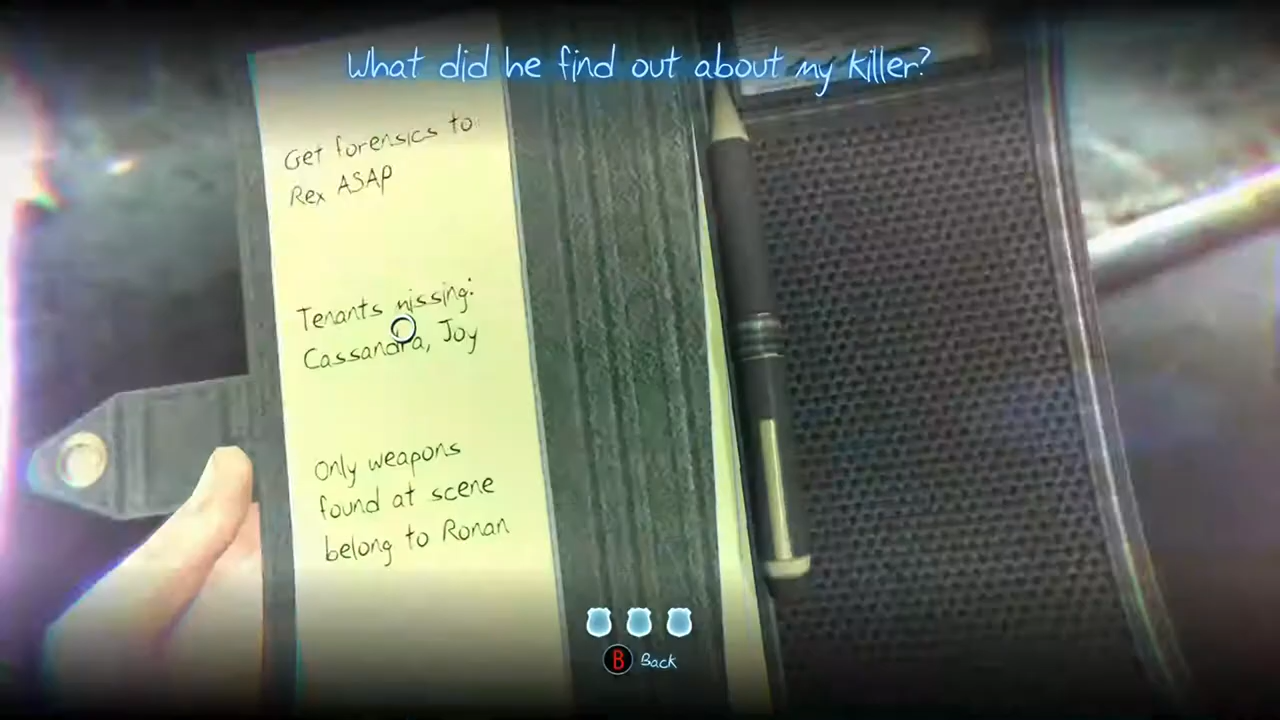 What did he find out about my killer?
Get forensics to
Rex ASAP
Tenants missing:
Cassandra, Joy
Only weapons
found at scene
belong to Ronan
B Back